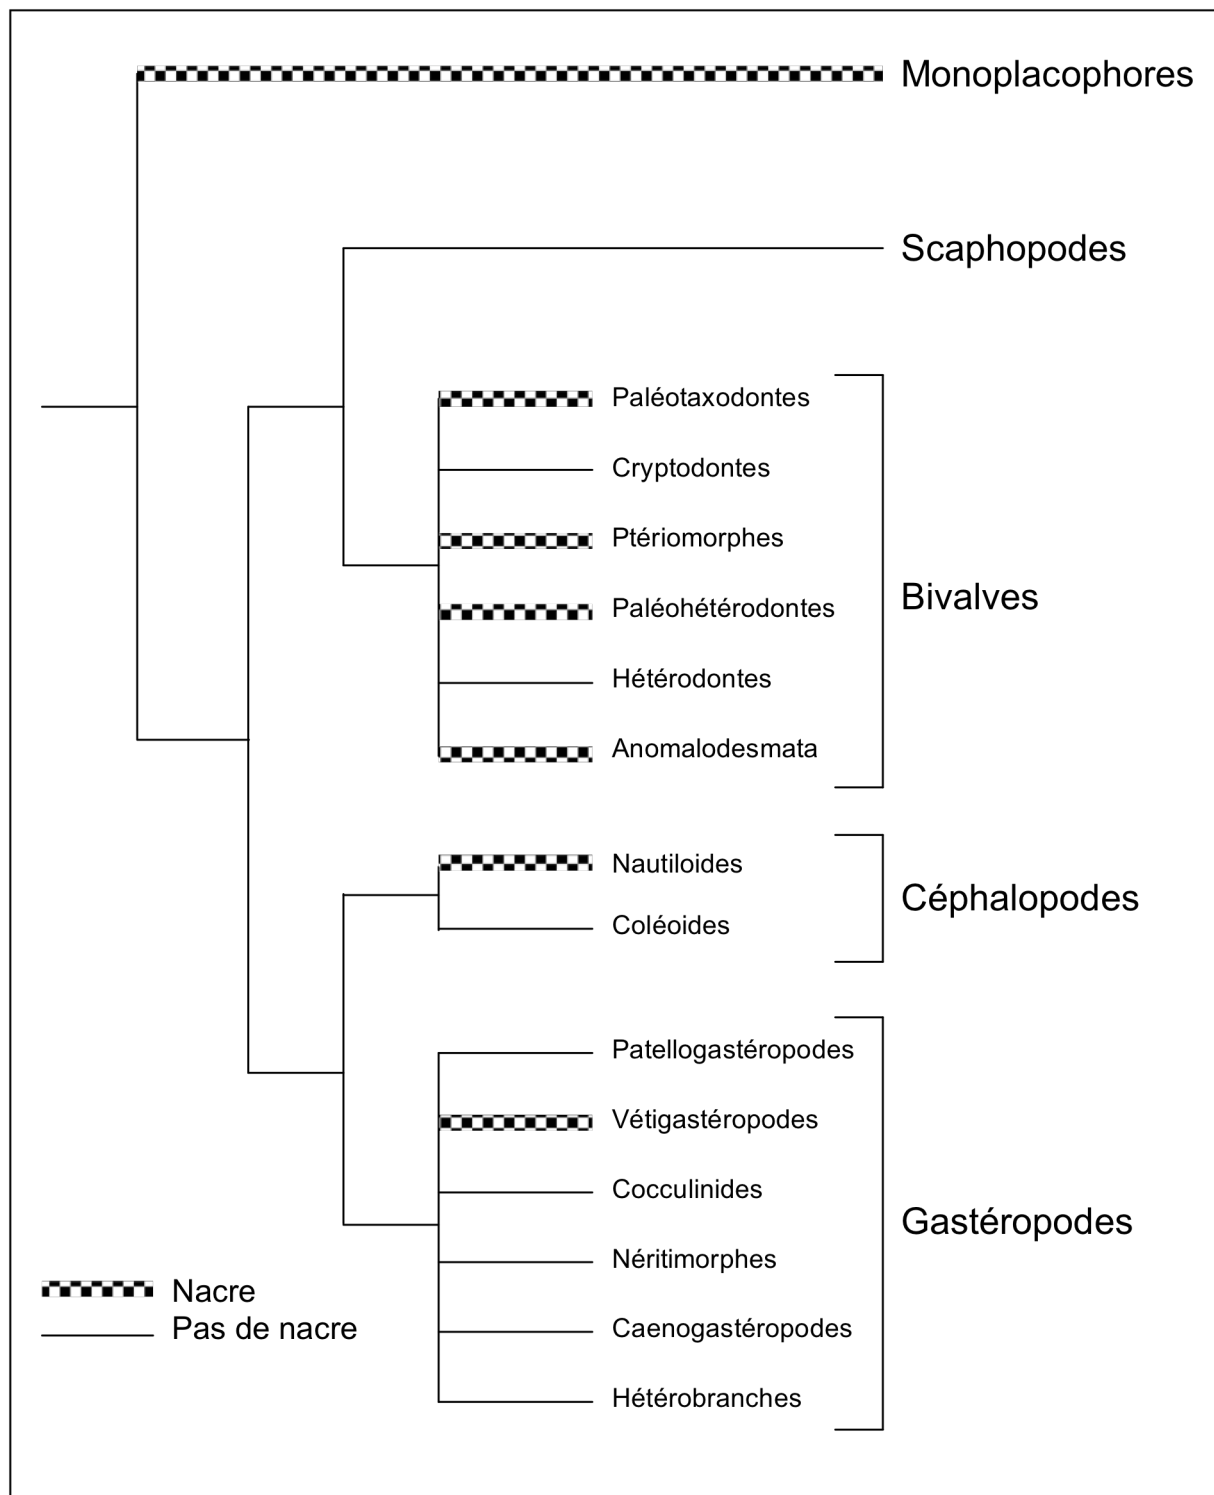 Monoplacophores
Scaphopodes
Paléotaxodontes
Cryptodontes
Ptériomorphes
Paléohétérodontes
Hétérodontes
Anomalodesmata
Bivalves
Nautiloides
Coléoides
Céphalopodes
Patellogastéropodes
Vétigastéropodes
Cocculinides
Néritimorphes
Caenogastéropodes
Hétérobranches
Gastéropodes
Nacre
Pas de nacre